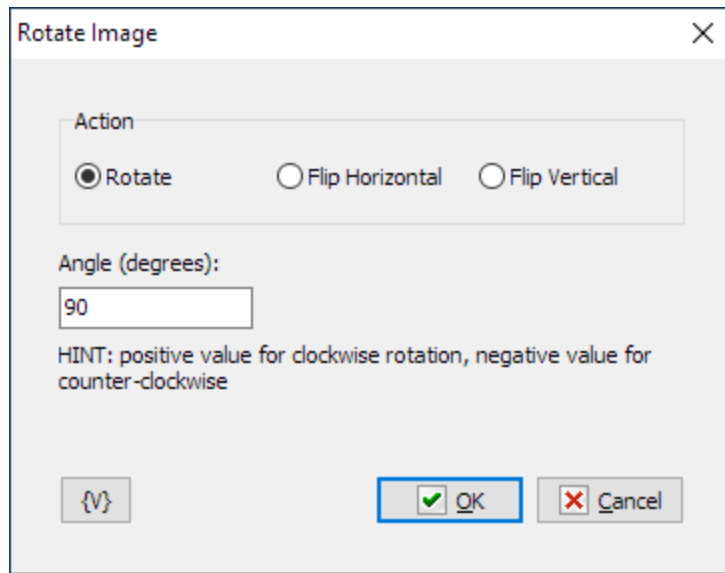 Rotate Image
Action
Rotate Flip Horizontal Flip Vertical
Angle (degrees):
90
HINT: positive value for clockwise rotation, negative value for
counter-clockwise
{V} OK Cancel